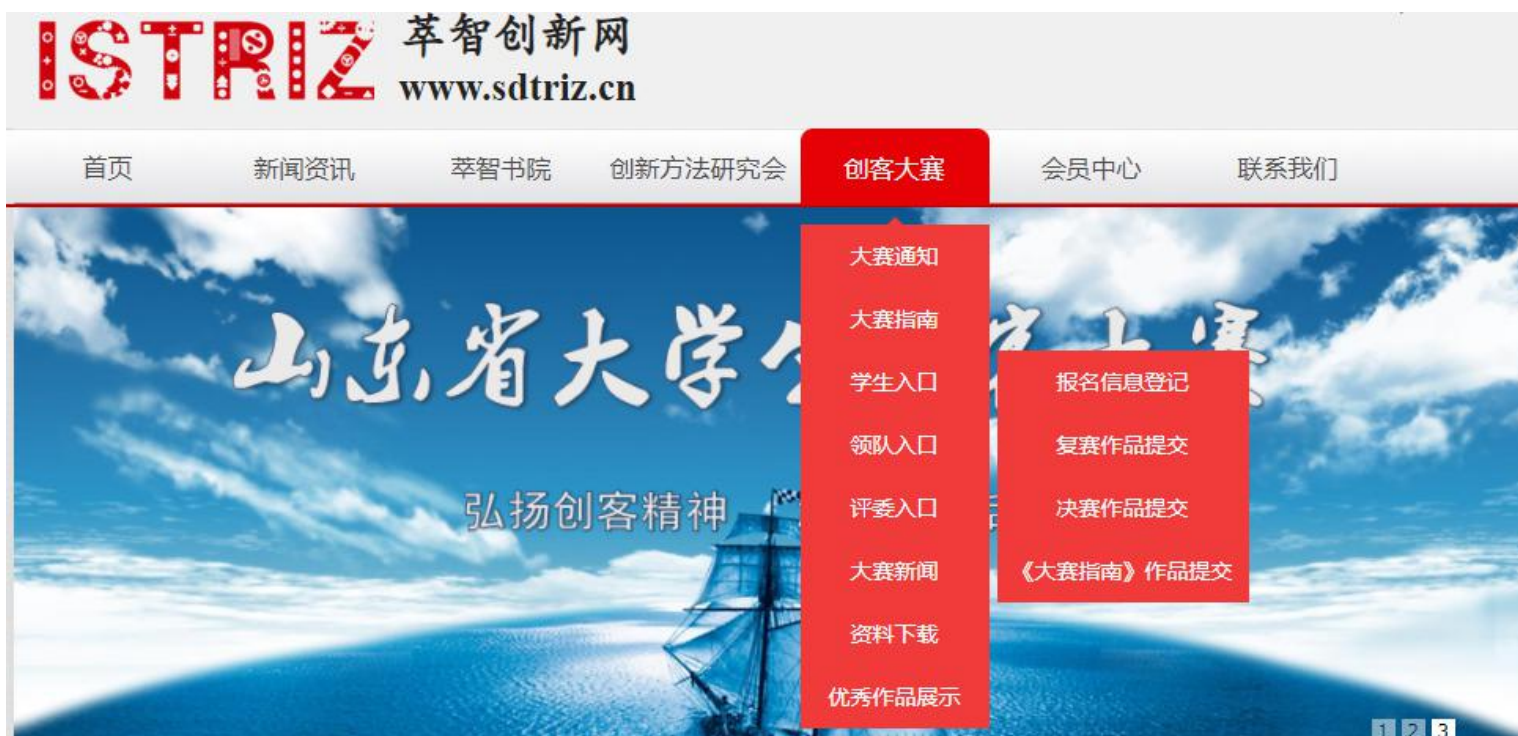 ISTRIZ 萃智创新网
www.sdtriz.cn
首页 新闻资讯 萃智书院 创新方法研究会 创客大赛 会员中心 联系我们
山东省大学 大赛
弘扬创客精神
大赛通知
大赛指南
学生入口
领队入口
评委入口
大赛新闻
资料下载
优秀作品展示
报名信息登记
复赛作品提交
决赛作品提交
《大赛指南》作品提交
1 2 3